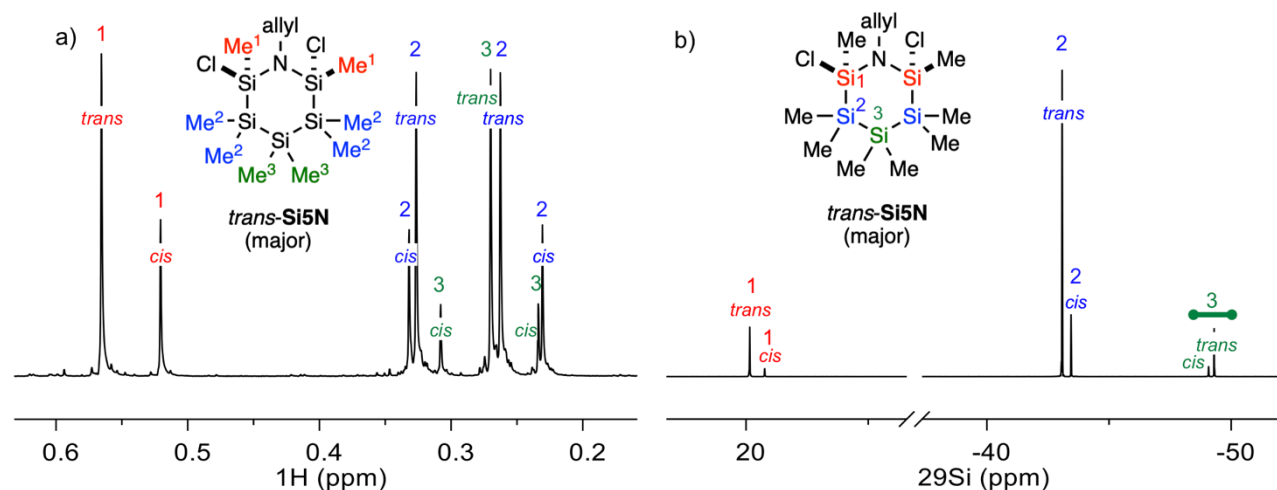 a)
1
trans
1
cis
allyl
Me¹ N Cl
Cl Si Si Me¹
Me² Si Si Me²
Me² Si Me²
Me³ Me³
trans-Si5N
(major)
2
cis
2
trans
3
cis
3
trans
2
trans
3
cis
2
cis
0.6 0.5 0.4 0.3 0.2
1H (ppm)
b)
1
trans
1
cis
allyl
Me N Cl
Cl Si1 Si Me
Me Si2 3 Si Me
Me Si Me
Me Me
trans-Si5N
(major)
2
trans
2
cis
3
cis
trans
20 -40 -50
29Si (ppm)